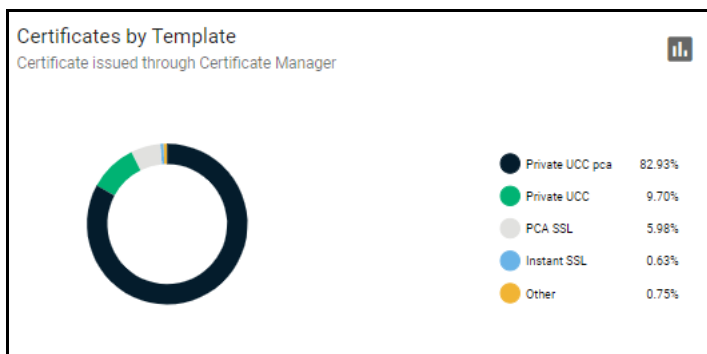 Certificates by Template
Certificate issued through Certificate Manager
Private UCC pca 82.93%
Private UCC 9.70%
PCA SSL 5.98%
Instant SSL 0.63%
Other 0.75%